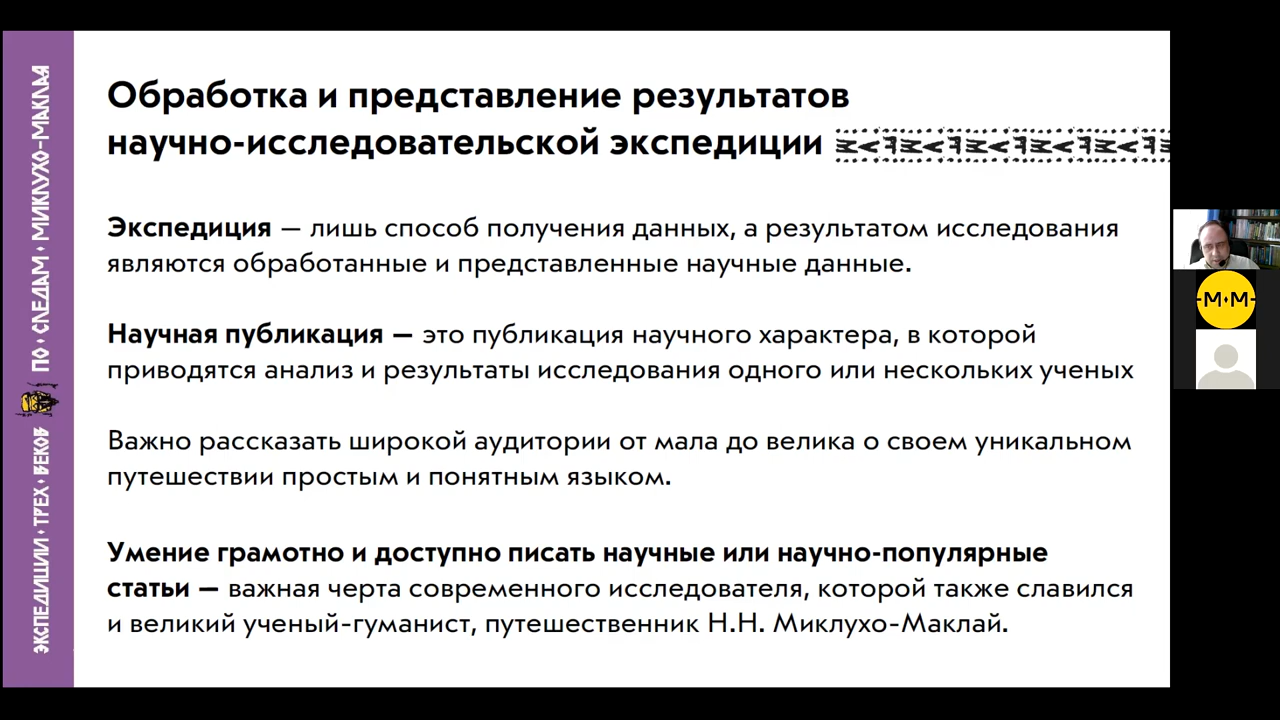 Обработка и представление результатов
научно-исследовательской экспедиции
Экспедиция — лишь способ получения данных, а результатом исследования
являются обработанные и представленные научные данные.
Научная публикация — это публикация научного характера, в которой
приводятся анализ и результаты исследования одного или нескольких ученых
Важно рассказать широкой аудитории от мала до велика о своем уникальном
путешествии простым и понятным языком.
Умение грамотно и доступно писать научные или научно-популярные
статьи — важная черта современного исследователя, которой также славился
и великий ученый-гуманист, путешественник Н.Н. Миклухо-Маклай.
ЭКСПЕДИЦИИ • ТРЕХ • ВЕКОВ
ПО • СЛЕДАМ • МИКЛУХО-МАКЛАЯ
-М•М-